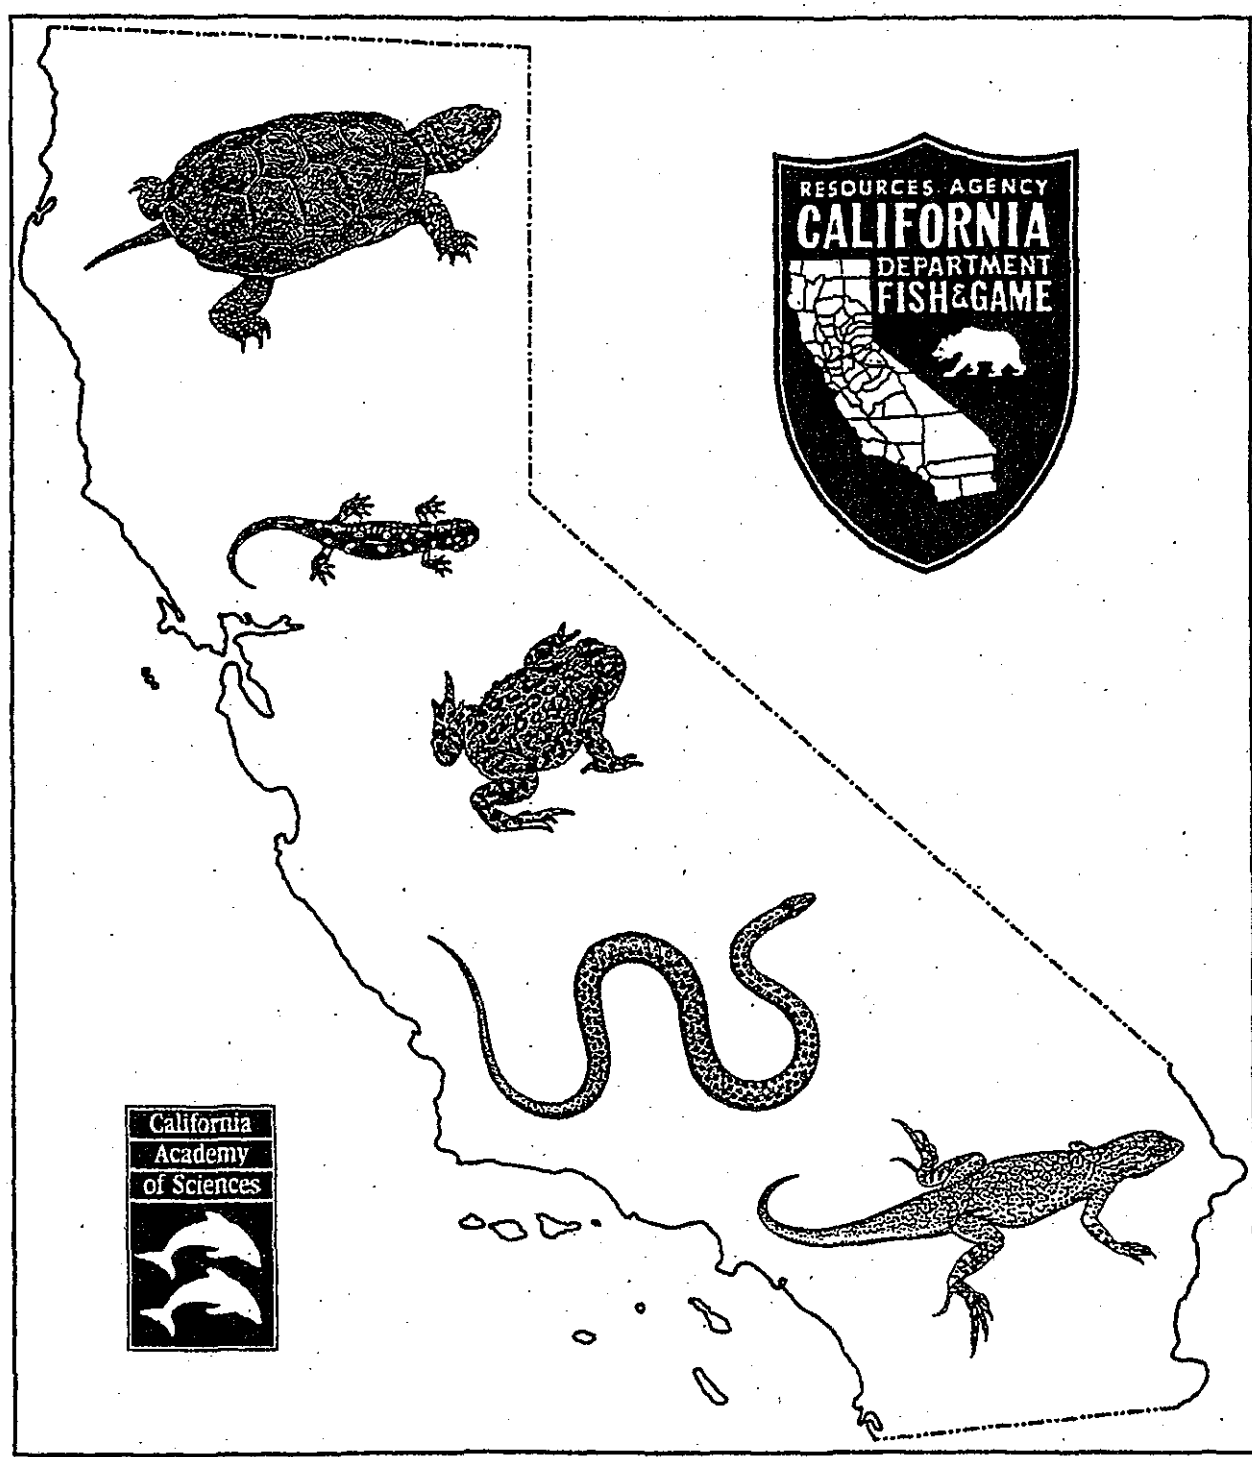 RESOURCES AGENCY
CALIFORNIA
DEPARTMENT
FISH & GAME
California
Academy
of Sciences